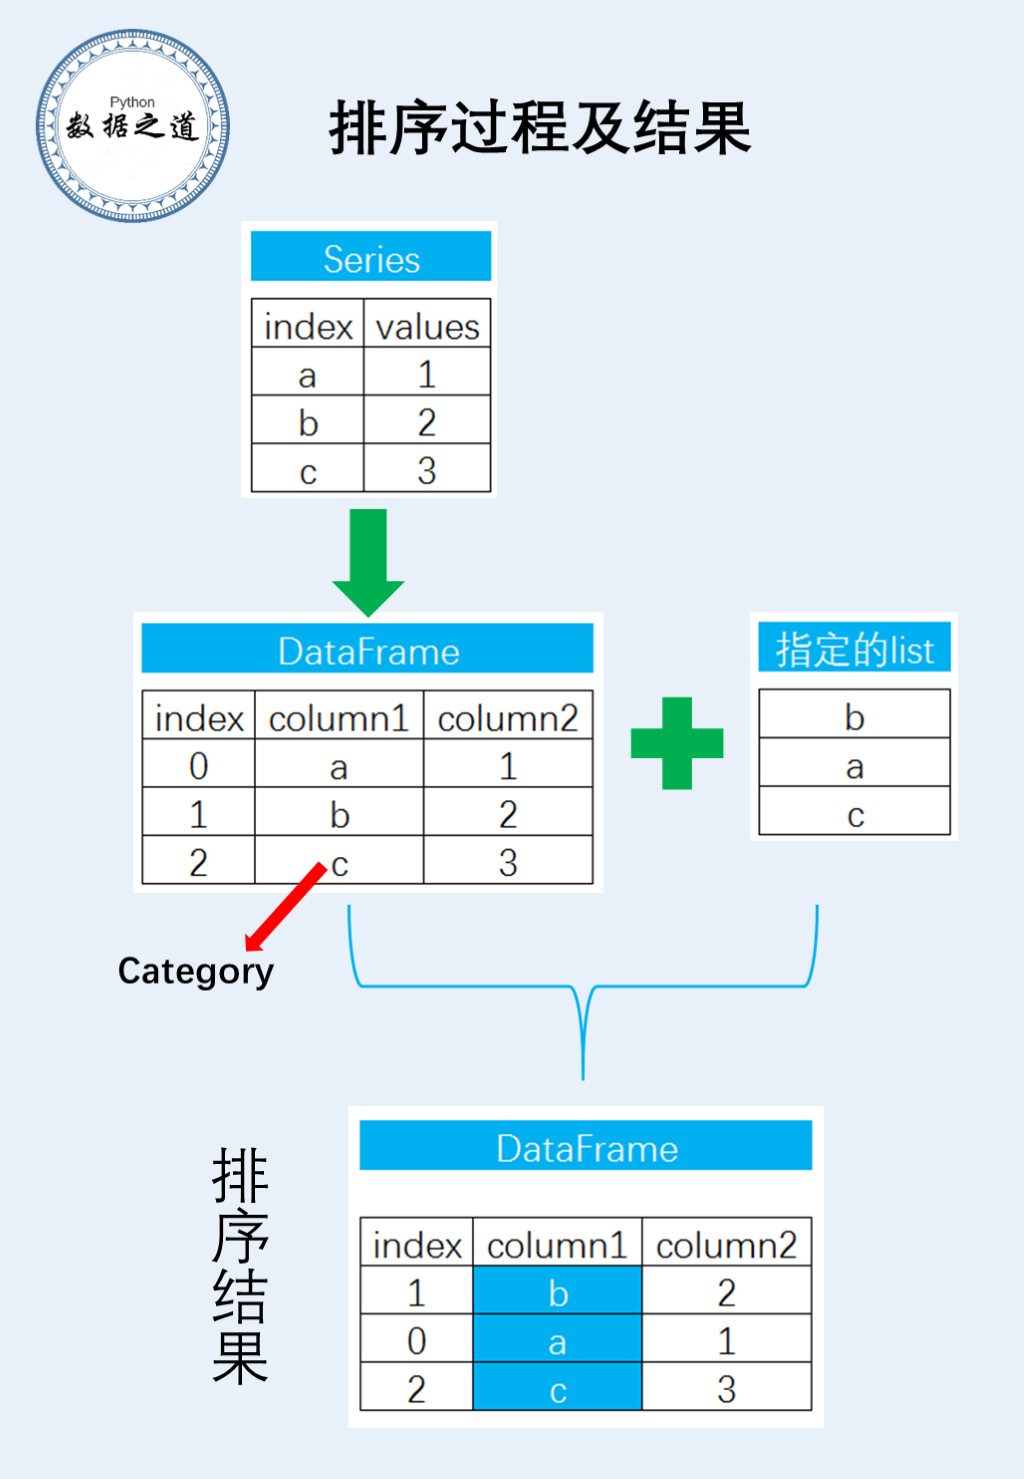 Python
数据之道
排序过程及结果
Series
index values
a 1
b 2
c 3
DataFrame
index column1 column2
0 a 1
1 b 2
2 c 3
指定的list
b
a
c
Category
排序结果
DataFrame
index column1 column2
1 b 2
0 a 1
2 c 3